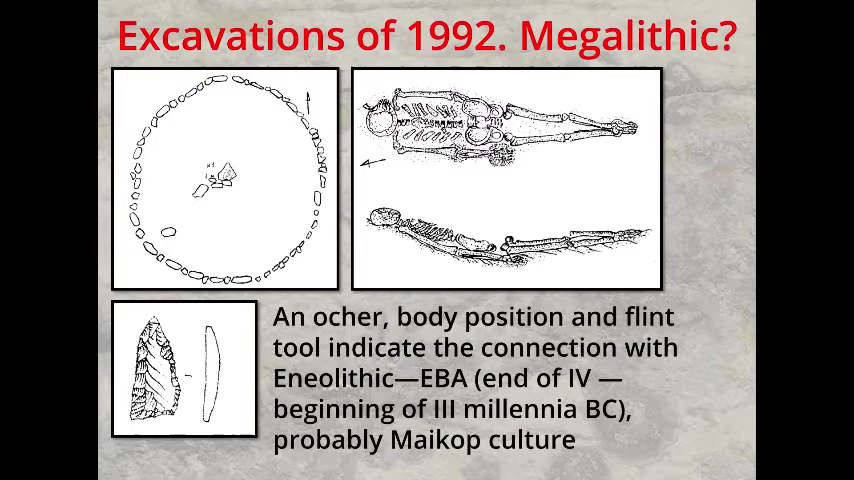 Excavations of 1992. Megalithic?
An ocher, body position and flint
tool indicate the connection with
Eneolithic—EBA (end of IV —
beginning of III millennia BC),
probably Maikop culture